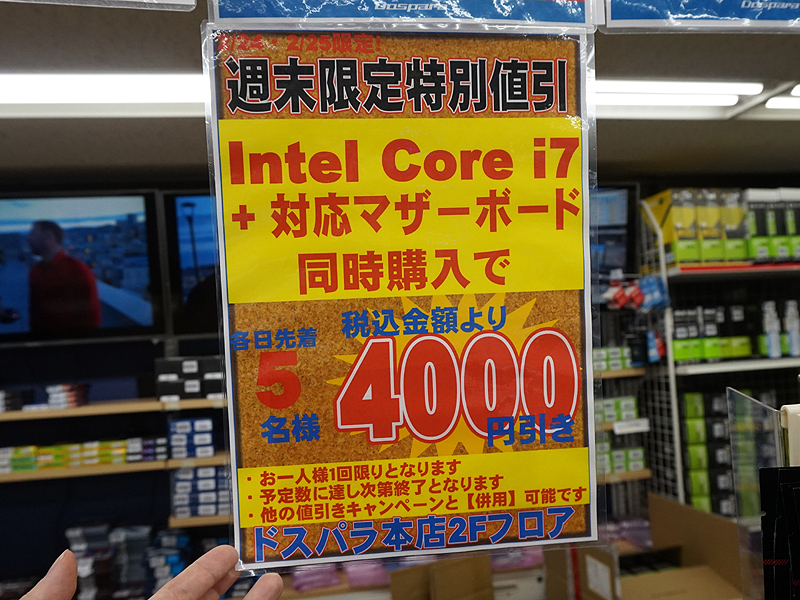 Dospara
Dospara
2/24・2/25限定!
週末限定特別値引
Intel Core i7
+ 対応マザーボード
同時購入で
各日先着
5
名様
税込金額より
4000
円引き
・お一人様1回限りとなります
・予定数に達し次第終了となります
・他の値引きキャンペーンと【併用】可能です
ドスパラ本店2Fフロア